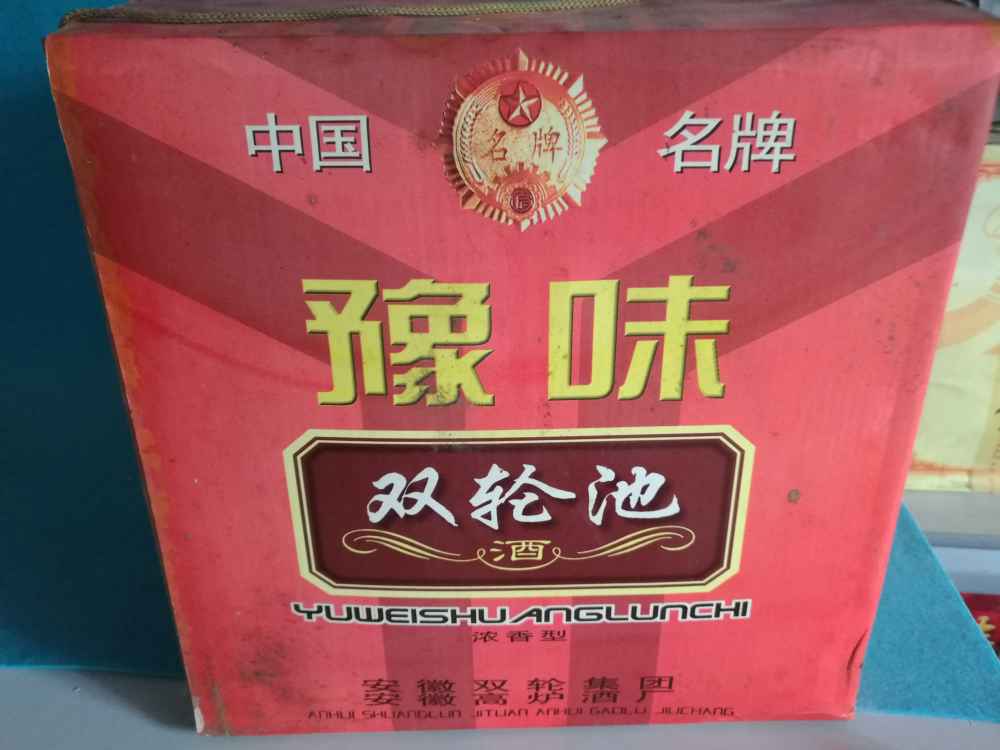 中国 名牌 名牌
豫味
双轮池
酒
YUWEISHUANGLUNCHI
浓香型
安徽双轮集团
安徽高炉酒厂
ANHUI SHUANGLUN JITUAN ANHUI GAOLU JIUCHANG